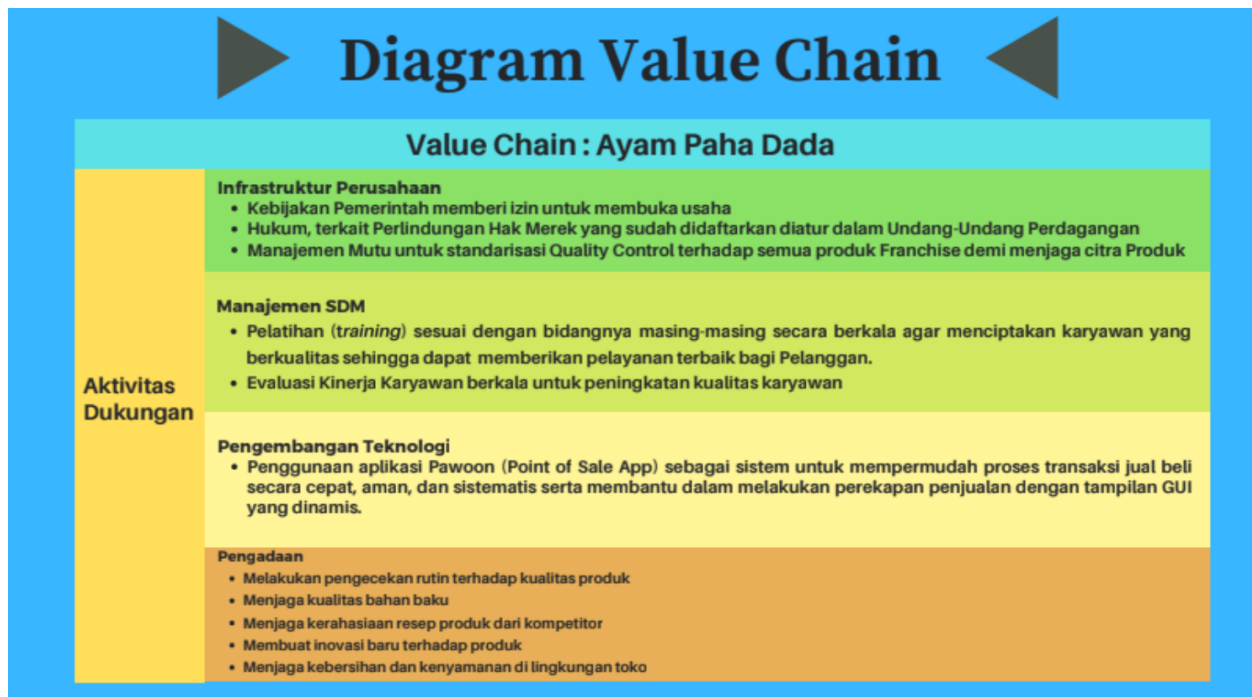 Diagram Value Chain
Value Chain : Ayam Paha Dada
Aktivitas
Dukungan
Infrastruktur Perusahaan
• Kebijakan Pemerintah memberi izin untuk membuka usaha
• Hukum, terkait Perlindungan Hak Merek yang sudah didaftarkan diatur dalam Undang-Undang Perdagangan
• Manajemen Mutu untuk standarisasi Quality Control terhadap semua produk Franchise demi menjaga citra Produk
Manajemen SDM
• Pelatihan (training) sesuai dengan bidangnya masing-masing secara berkala agar menciptakan karyawan yang
berkualitas sehingga dapat memberikan pelayanan terbaik bagi Pelanggan.
• Evaluasi Kinerja Karyawan berkala untuk peningkatan kualitas karyawan
Pengembangan Teknologi
• Penggunaan aplikasi Pawoon (Point of Sale App) sebagai sistem untuk mempermudah proses transaksi jual beli
secara cepat, aman, dan sistematis serta membantu dalam melakukan perekapan penjualan dengan tampilan GUI
yang dinamis.
Pengadaan
• Melakukan pengecekan rutin terhadap kualitas produk
• Menjaga kualitas bahan baku
• Menjaga kerahasiaan resep produk dari kompetitor
• Membuat inovasi baru terhadap produk
• Menjaga kebersihan dan kenyamanan di lingkungan toko